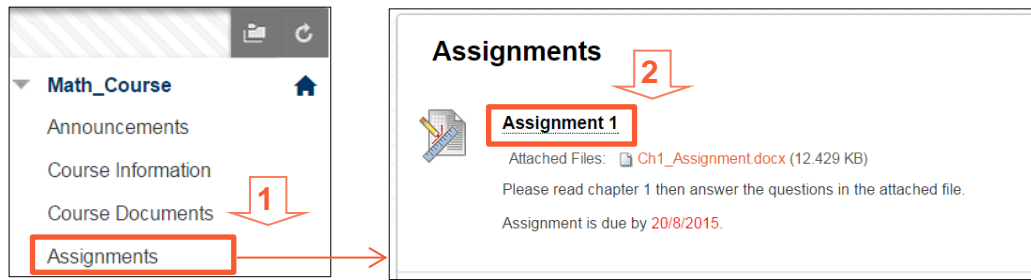 Math_Course
Announcements
Course Information
Course Documents
1
Assignments
Assignments
2
Assignment 1
Attached Files: Ch1_Assignment.docx (12.429 KB)
Please read chapter 1 then answer the questions in the attached file.
Assignment is due by 20/8/2015.